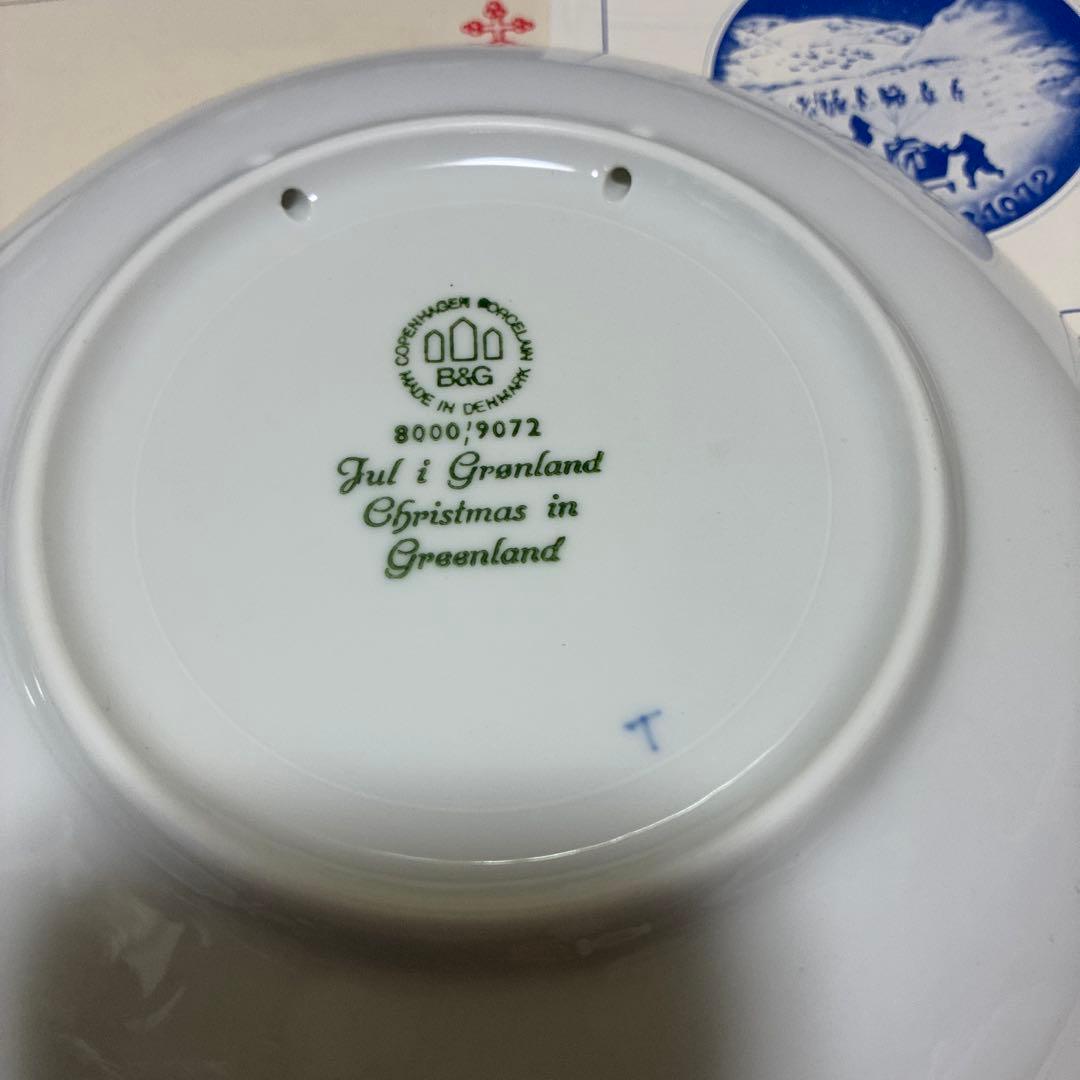 1972
COPENHAGEN PORCELAIN
B&G
MADE IN DENMARK
8000/9072
Jul i Grønland
Christmas in
Greenland
T